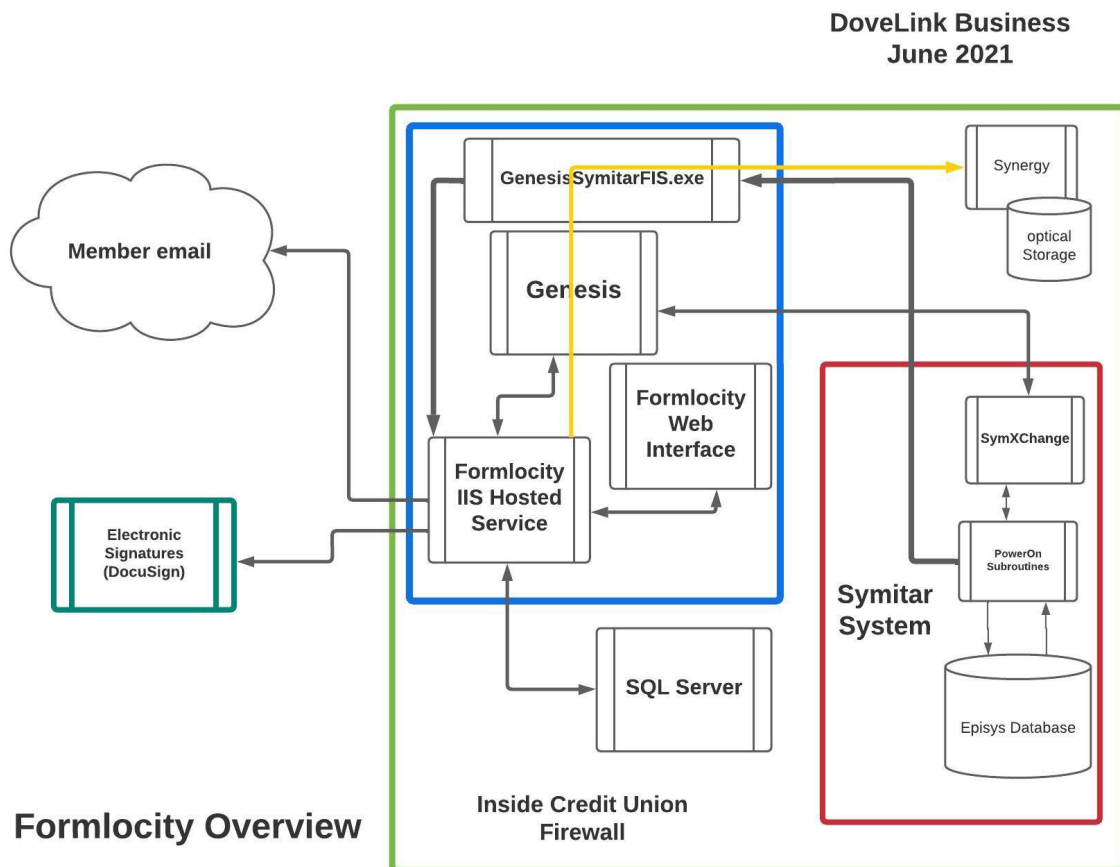 DoveLink Business
June 2021
GenesisSymitarFIS.exe
Synergy
optical
Storage
Member email
Genesis
Formlocity
Web
Interface
SymXChange
Formlocity
IIS Hosted
Service
Electronic
Signatures
(DocuSign)
PowerOn
Subroutines
Symitar
System
SQL Server
Episys Database
Inside Credit Union
Firewall
Formlocity Overview